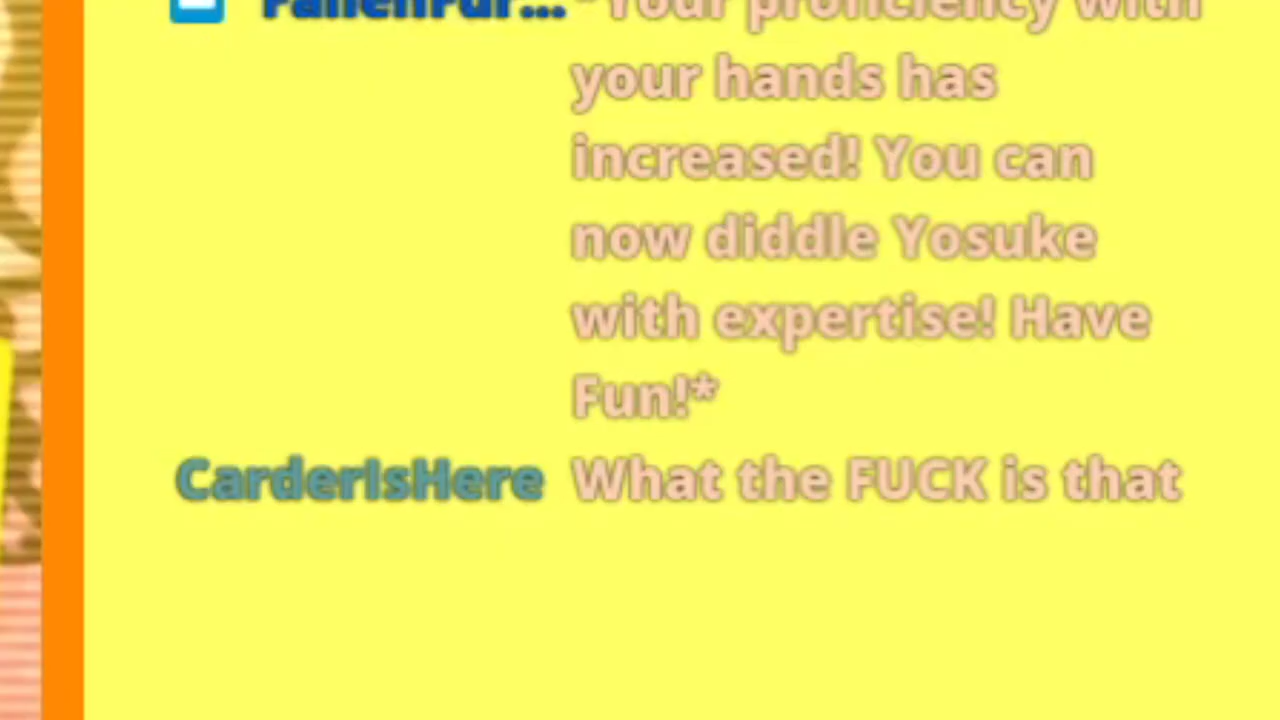 FallenFur... *Your proficiency with
your hands has
increased! You can
now diddle Yosuke
with expertise! Have
Fun!*
CarderIsHere What the FUCK is that